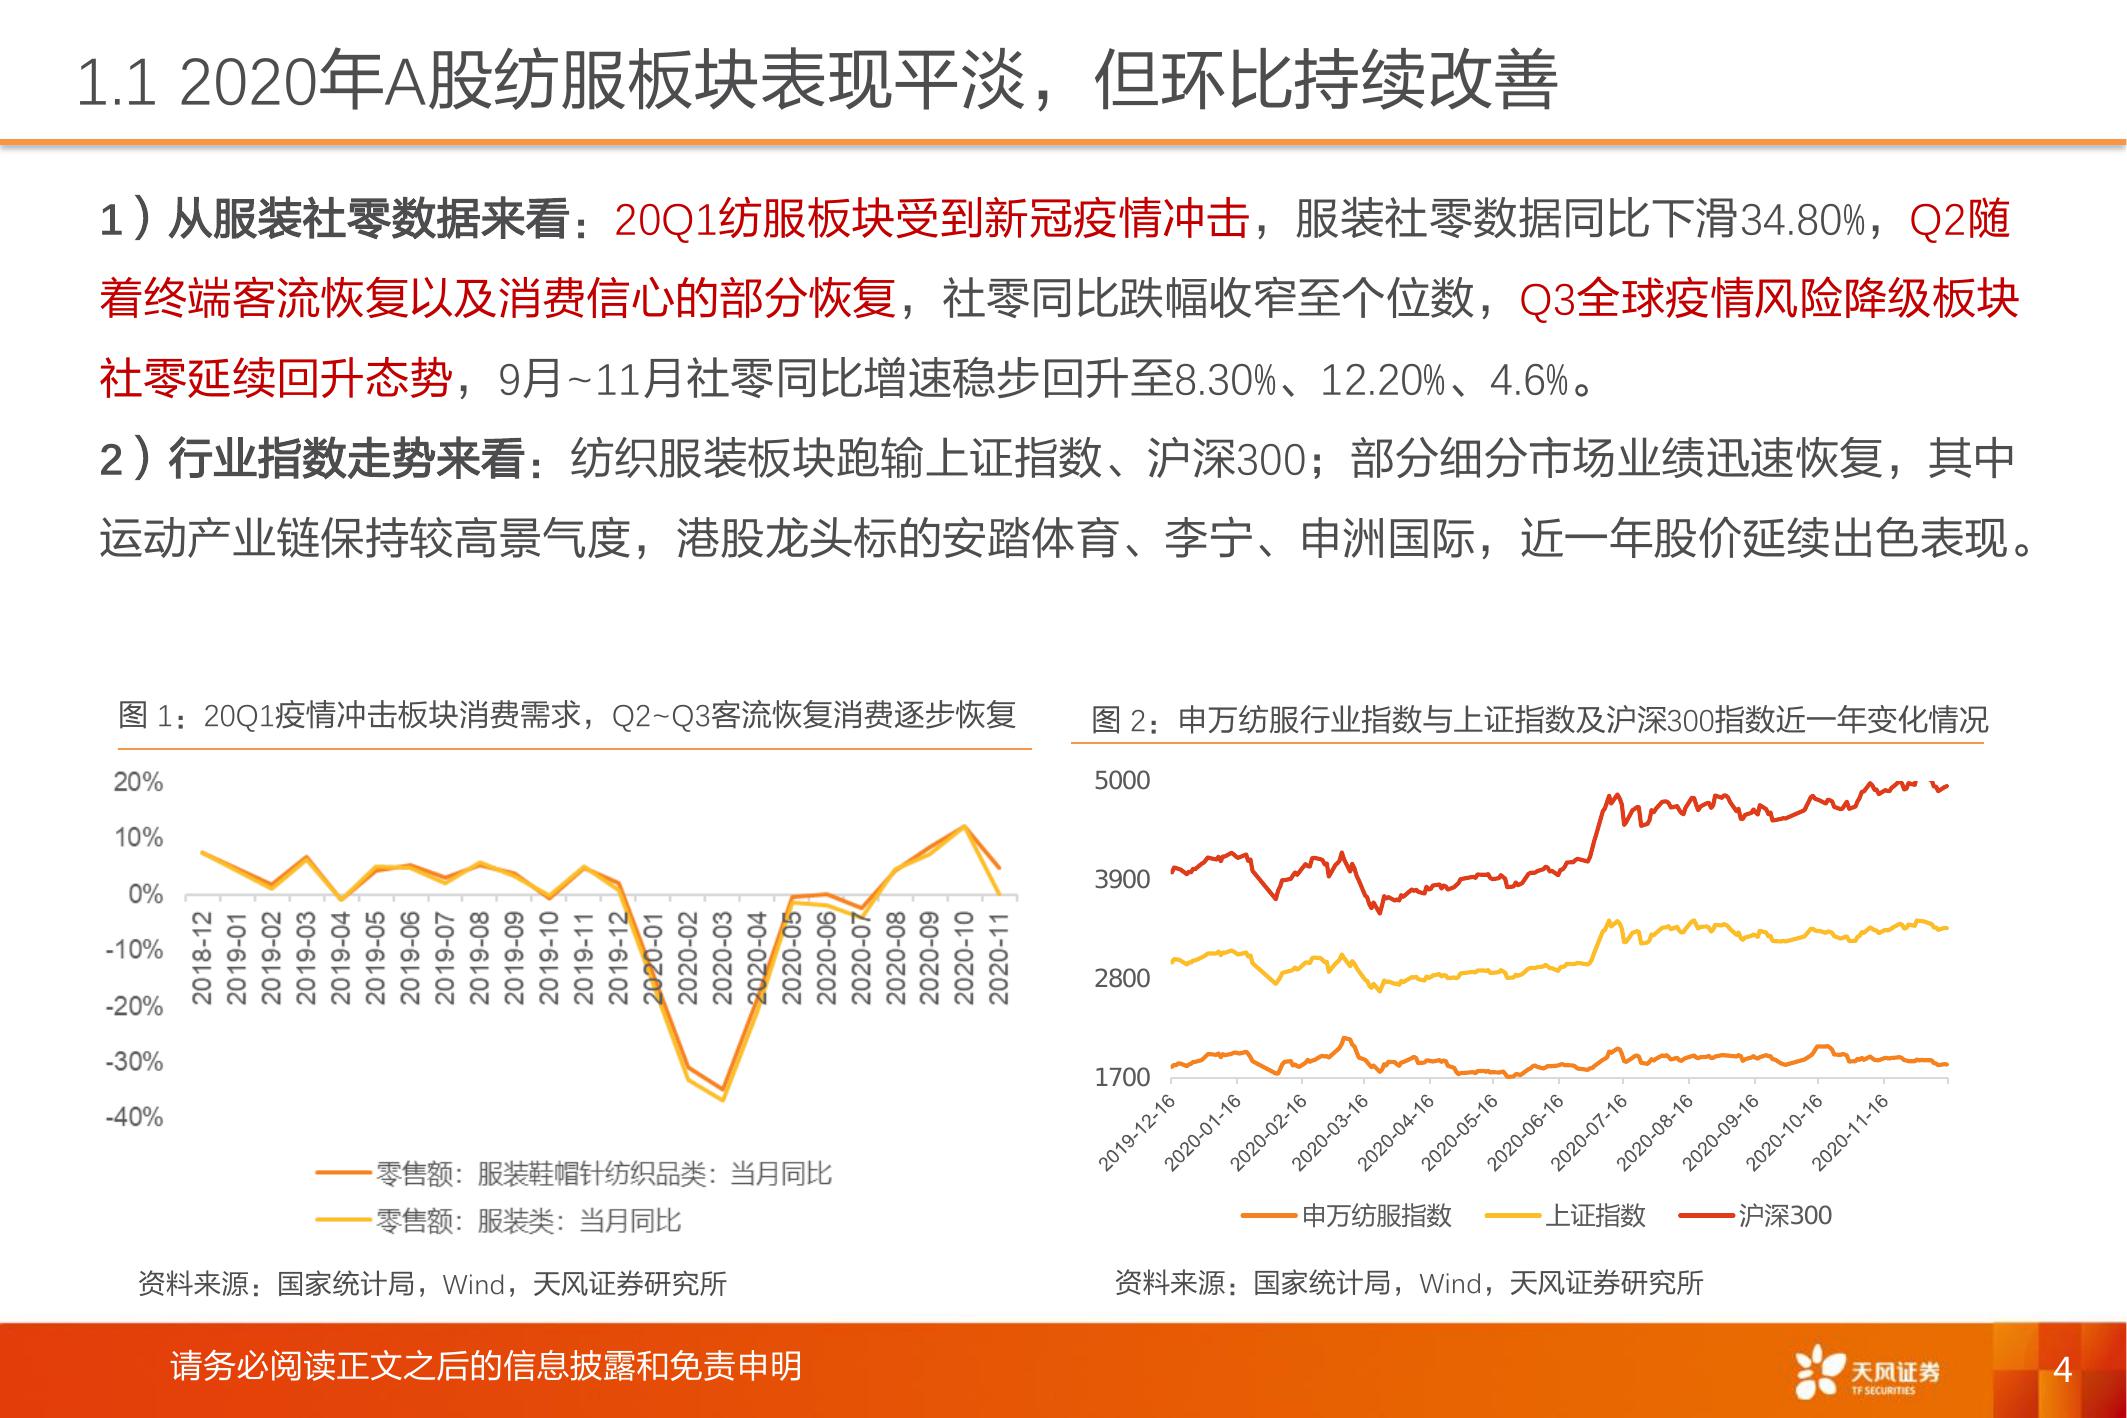 1.1 2020年A股纺服板块表现平淡，但环比持续改善
1）从服装社零数据来看：20Q1纺服板块受到新冠疫情冲击，服装社零数据同比下滑34.80%，Q2随
着终端客流恢复以及消费信心的部分恢复，社零同比跌幅收窄至个位数，Q3全球疫情风险降级板块
社零延续回升态势，9月~11月社零同比增速稳步回升至8.30%、12.20%、4.6%。
2）行业指数走势来看：纺织服装板块跑输上证指数、沪深300；部分细分市场业绩迅速恢复，其中
运动产业链保持较高景气度，港股龙头标的安踏体育、李宁、申洲国际，近一年股价延续出色表现。
图 1：20Q1疫情冲击板块消费需求，Q2~Q3客流恢复消费逐步恢复
20%
10%
0%
-10%
-20%
-30%
-40%
2018-12
2019-01
2019-02
2019-03
2019-04
2019-05
2019-06
2019-07
2019-08
2019-09
2019-10
2019-11
2019-12
2020-01
2020-02
2020-03
2020-04
2020-05
2020-06
2020-07
2020-08
2020-09
2020-10
2020-11
零售额：服装鞋帽针纺织品类：当月同比
零售额：服装类：当月同比
资料来源：国家统计局，Wind，天风证券研究所
图 2：申万纺服行业指数与上证指数及沪深300指数近一年变化情况
5000
3900
2800
1700
2019-12-16
2020-01-16
2020-02-16
2020-03-16
2020-04-16
2020-05-16
2020-06-16
2020-07-16
2020-08-16
2020-09-16
2020-10-16
2020-11-16
申万纺服指数
上证指数
沪深300
资料来源：国家统计局，Wind，天风证券研究所
请务必阅读正文之后的信息披露和免责申明
天风证券
TF SECURITIES
4